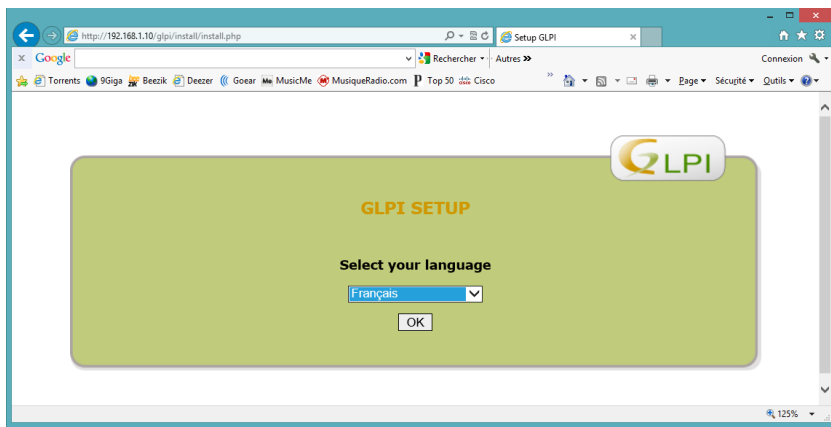 http://192.168.1.10/glpi/install/install.php
Setup GLPI
x Google
Rechercher
Autres »
Connexion
Torrents 9Giga Beezik Deezer Goear MusicMe MusiqueRadio.com Top 50 Cisco
»
Page Sécurité Outils
GLPI
GLPI SETUP
Select your language
Français
OK
125%